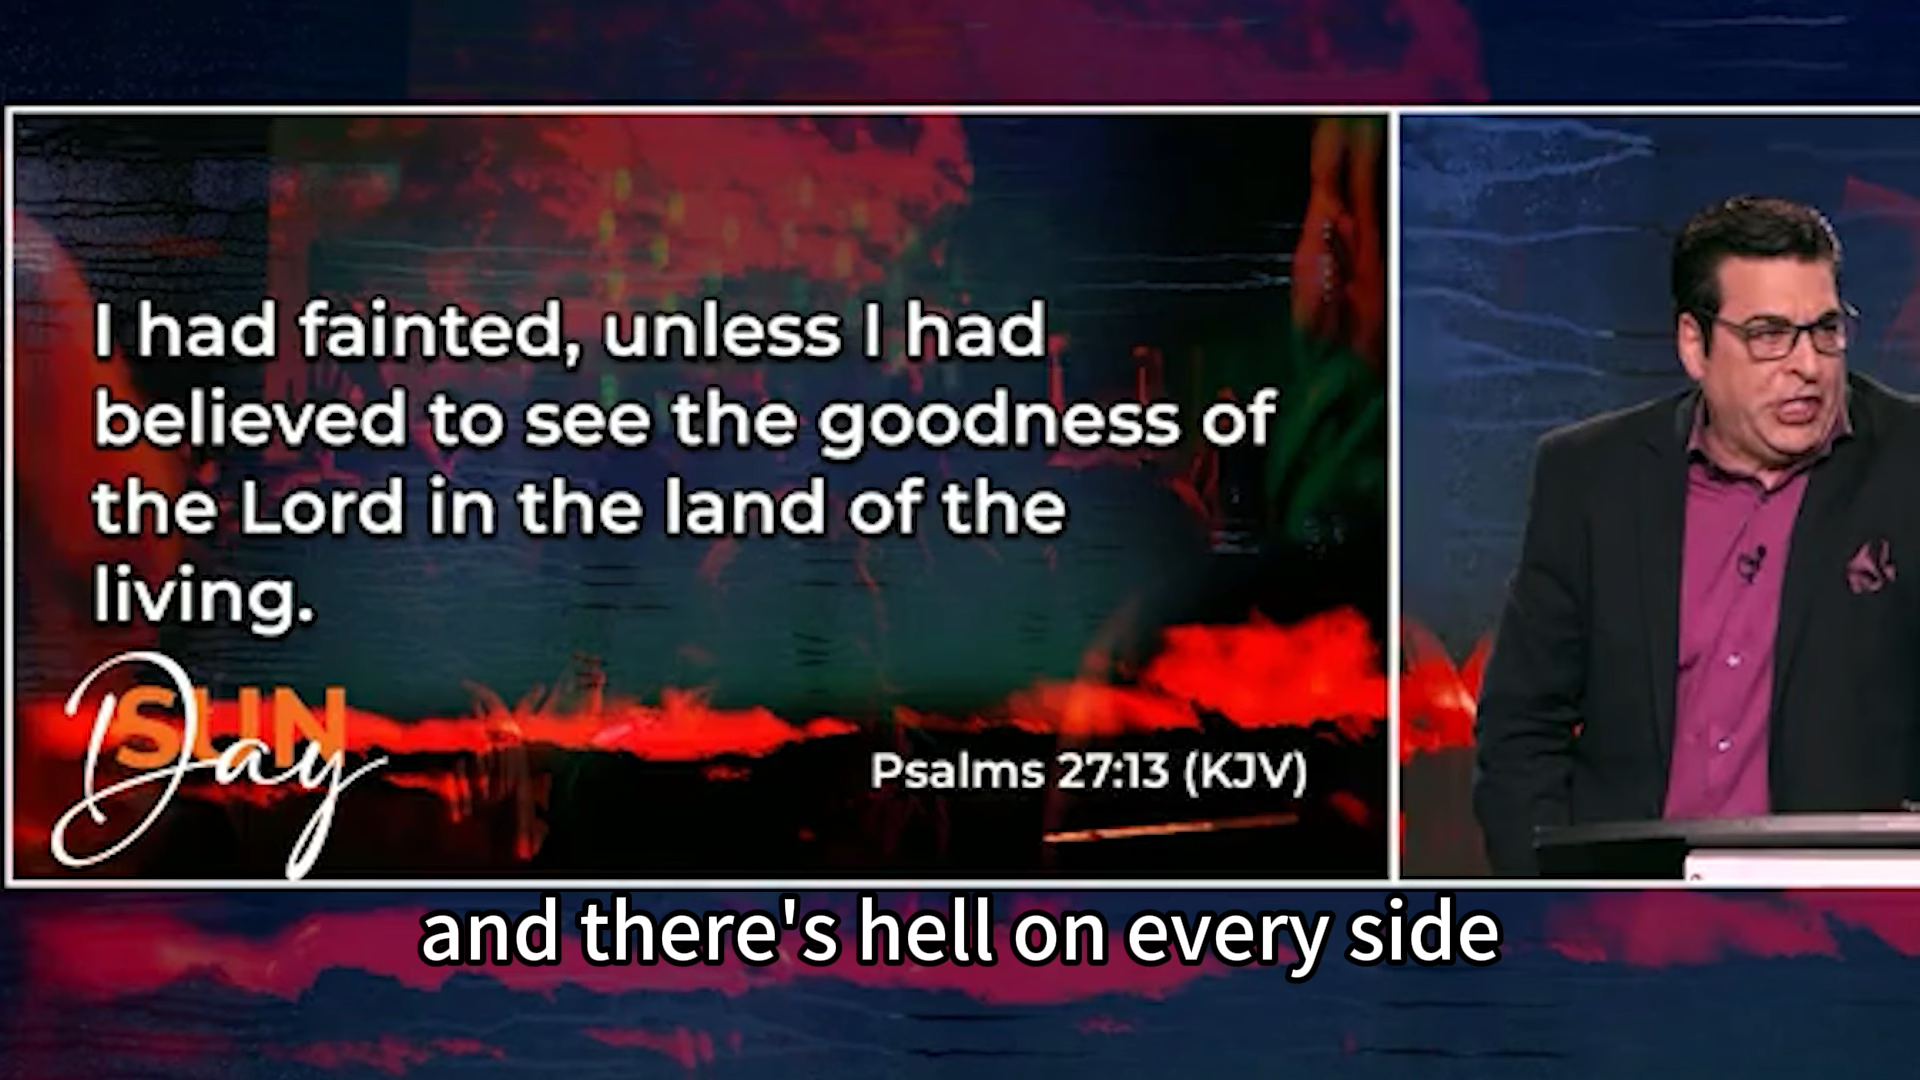 I had fainted, unless I had
believed to see the goodness of
the Lord in the land of the
living.
SUN
Day
Psalms 27:13 (KJV)
and there's hell on every side